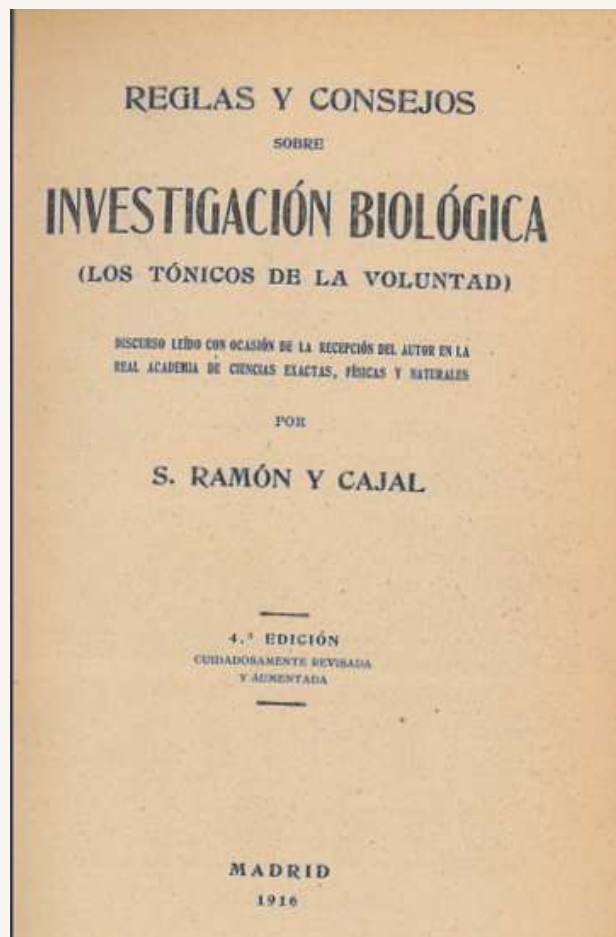 REGLAS Y CONSEJOS
SOBRE
INVESTIGACIÓN BIOLÓGICA
(LOS TÓNICOS DE LA VOLUNTAD)
DISCURSO LEÍDO CON OCASIÓN DE LA RECEPCIÓN DEL AUTOR EN LA
REAL ACADEMIA DE CIENCIAS EXACTAS, FÍSICAS Y NATURALES
POR
S. RAMÓN Y CAJAL
4.ª EDICIÓN
CUIDADOSAMENTE REVISADA
Y AUMENTADA
MADRID
1916